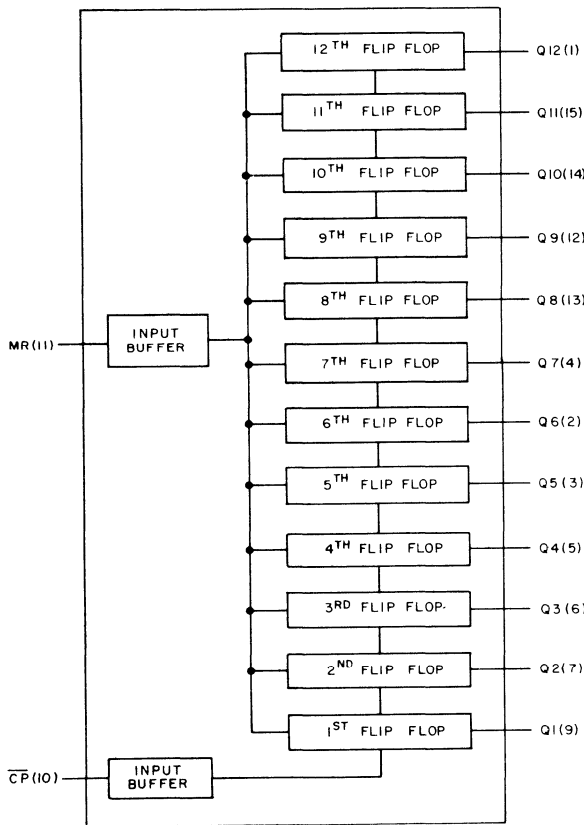 12TH FLIP FLOP Q12(1)
11TH FLIP FLOP Q11(15)
10TH FLIP FLOP Q10(14)
9TH FLIP FLOP Q9(12)
8TH FLIP FLOP Q8(13)
MR(11) INPUT BUFFER
7TH FLIP FLOP Q7(4)
6TH FLIP FLOP Q6(2)
5TH FLIP FLOP Q5(3)
4TH FLIP FLOP Q4(5)
3RD FLIP FLOP. Q3(6)
2ND FLIP FLOP Q2(7)
1ST FLIP FLOP Q1(9)
C̅P̅(10) INPUT BUFFER